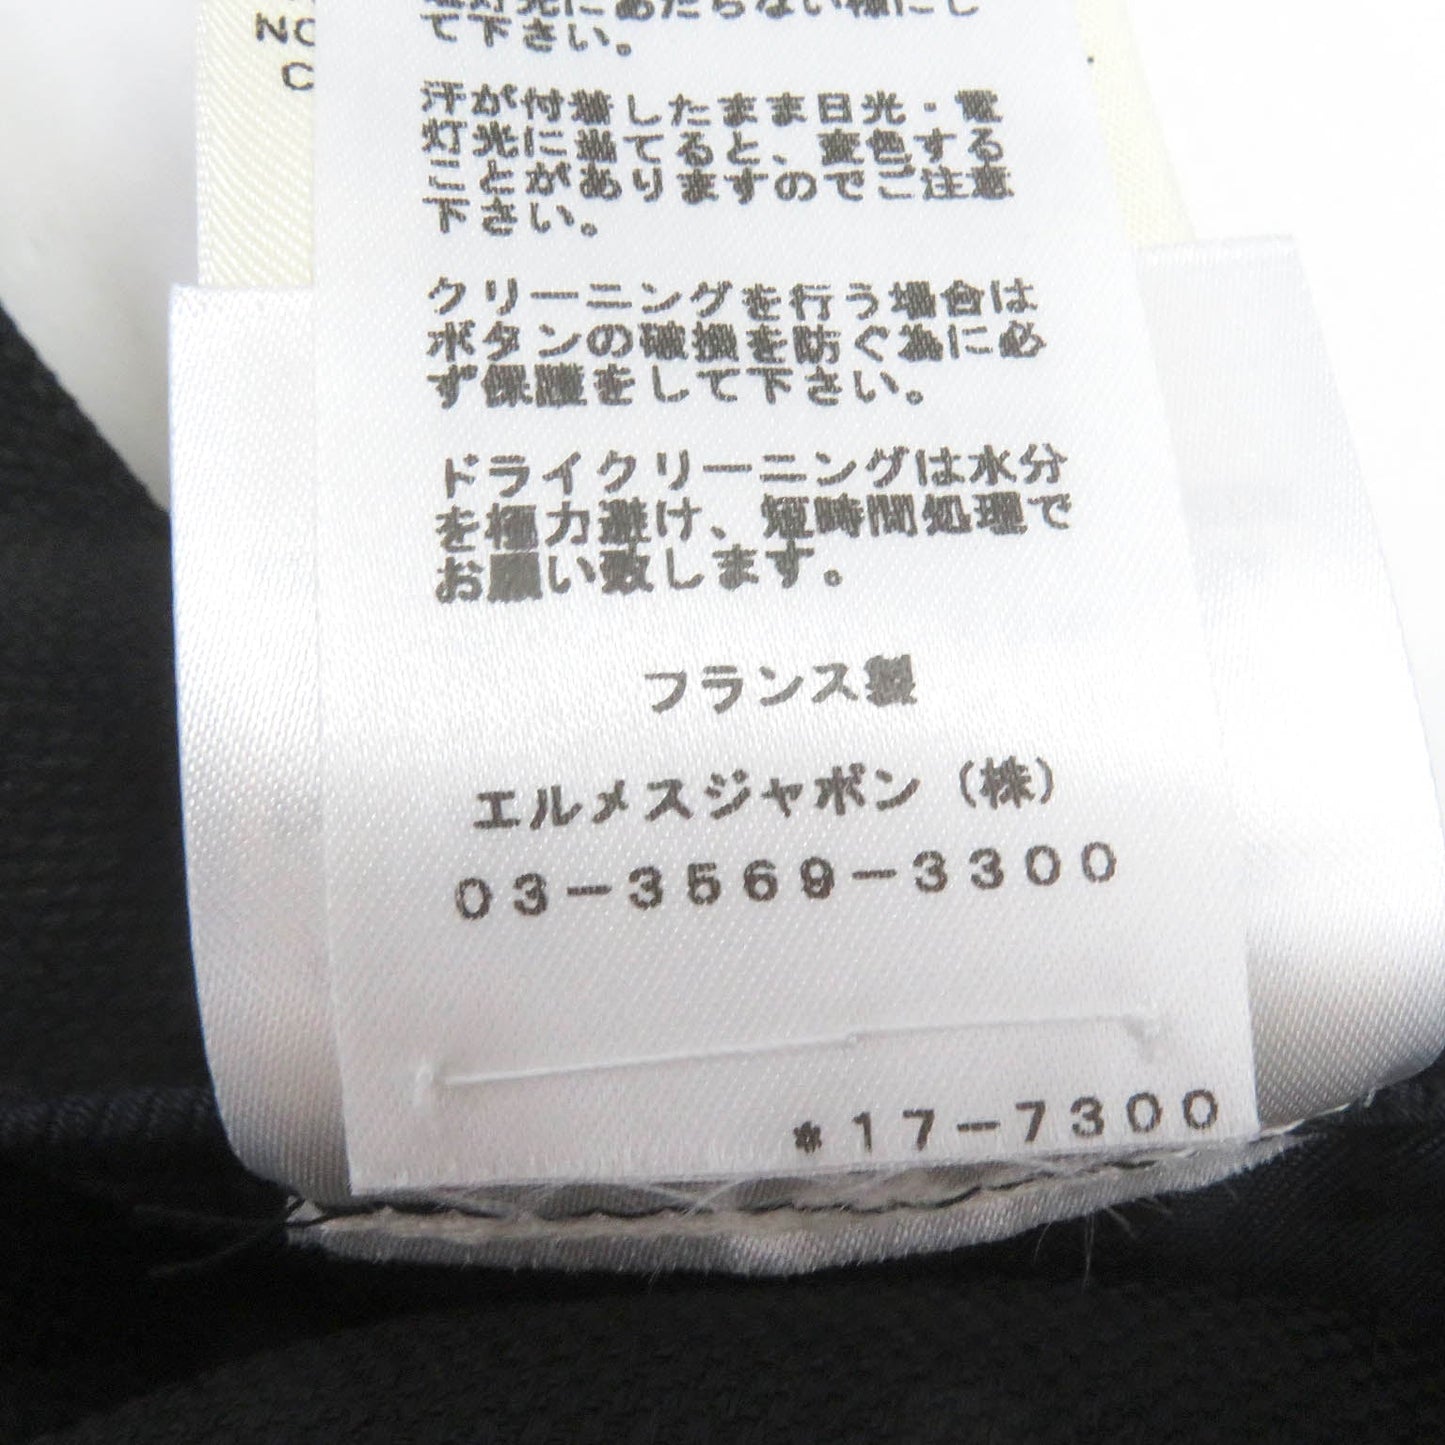 NO
C
て下さい。
汗が付着したまま日光・電
灯光に当てると、変色する
ことがありますのでご注意
下さい。
クリーニングを行う場合は
ボタンの破損を防ぐ為に必
ず保護をして下さい。
ドライクリーニングは水分
を極力避け、短時間処理で
お願い致します。
フランス製
エルメスジャポン（株）
03-3569-3300
*17-7300